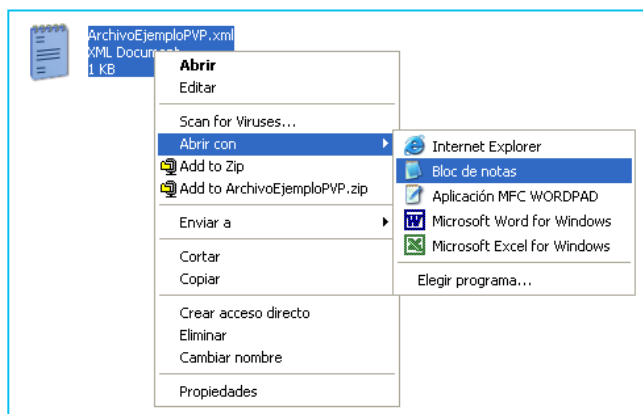 ArchivoEjemploPVP.xml
XML Document
1 KB
Abrir
Editar
Scan for Viruses...
Abrir con
Add to Zip
Add to ArchivoEjemploPVP.zip
Enviar a
Cortar
Copiar
Crear acceso directo
Eliminar
Cambiar nombre
Propiedades
Internet Explorer
Bloc de notas
Aplicación MFC WORDPAD
Microsoft Word for Windows
Microsoft Excel for Windows
Elegir programa...